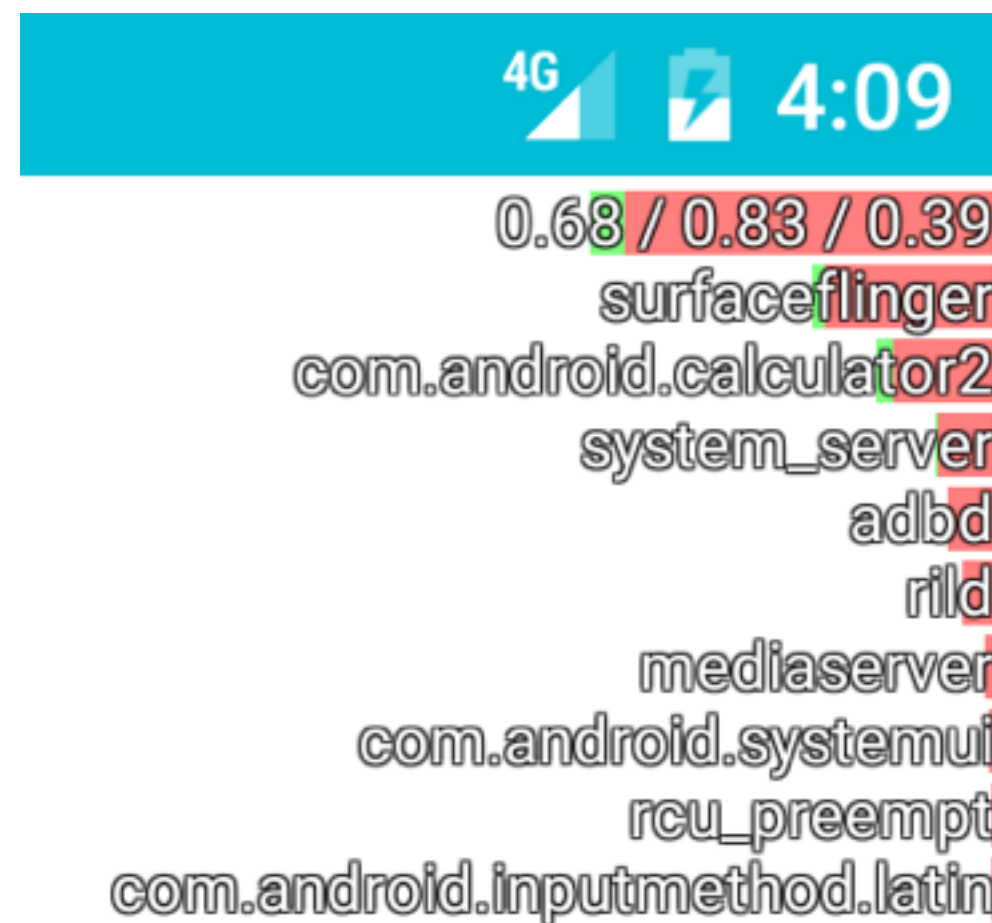 4G 4:09
0.68 / 0.83 / 0.39
surfaceflinger
com.android.calculator2
system_server
adbd
rild
mediaserver
com.android.systemui
rcu_preempt
com.android.inputmethod.latin